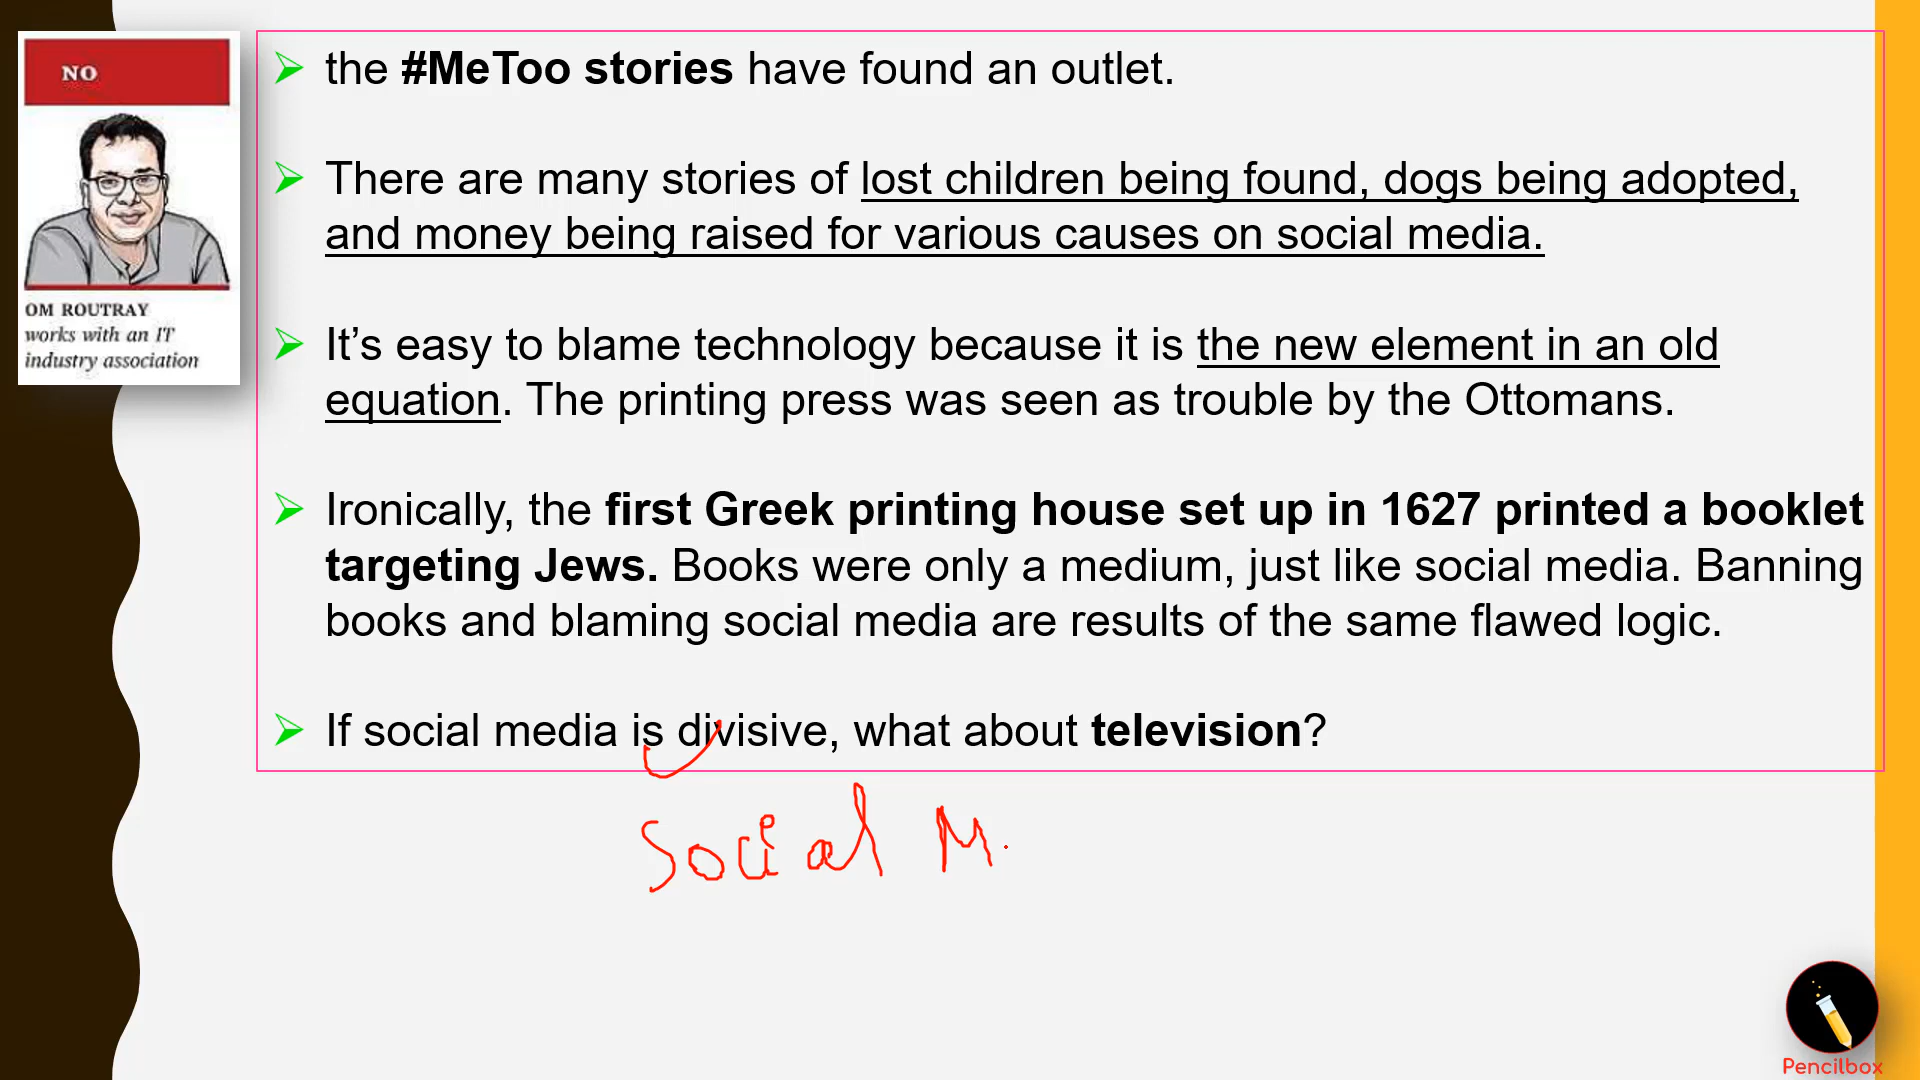 NO
OM ROUTRAY
works with an IT
industry association
the #MeToo stories have found an outlet.
There are many stories of lost children being found, dogs being adopted,
and money being raised for various causes on social media.
It’s easy to blame technology because it is the new element in an old
equation. The printing press was seen as trouble by the Ottomans.
Ironically, the first Greek printing house set up in 1627 printed a booklet
targeting Jews. Books were only a medium, just like social media. Banning
books and blaming social media are results of the same flawed logic.
If social media is divisive, what about television?
Social M.
Pencilbox